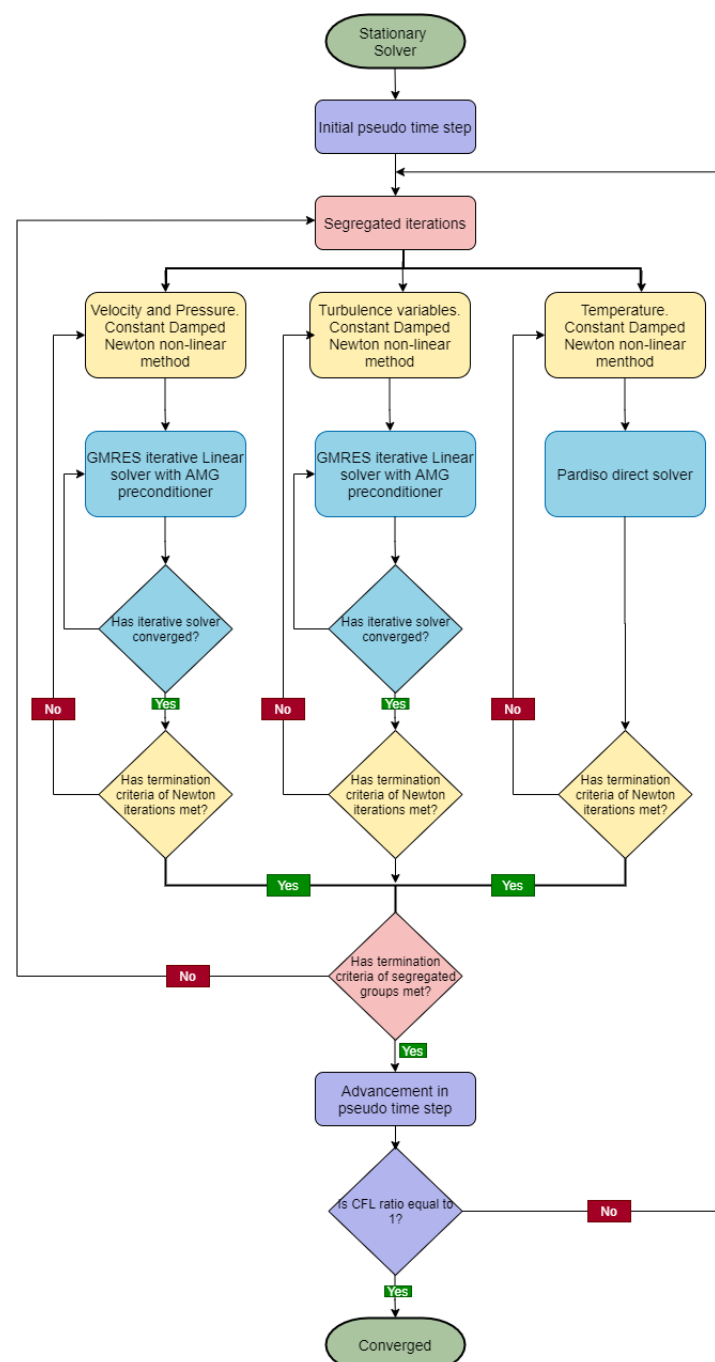 Stationary
Solver
Initial pseudo time step
Segregated iterations
Velocity and Pressure.
Constant Damped
Newton non-linear
method
Turbulence variables.
Constant Damped
Newton non-linear
method
Temperature.
Constant Damped
Newton non-linear
menthod
GMRES iterative Linear
solver with AMG
preconditioner
GMRES iterative Linear
solver with AMG
preconditioner
Pardiso direct solver
Has iterative solver
converged?
Has iterative solver
converged?
No
Yes
No
Yes
No
Has termination
criteria of Newton
iterations met?
Has termination
criteria of Newton
iterations met?
Has termination
criteria of Newton
iterations met?
Yes
Yes
Has termination
criteria of segregated
groups met?
No
Yes
Advancement in
pseudo time step
Is CFL ratio equal to
1?
No
Yes
Converged